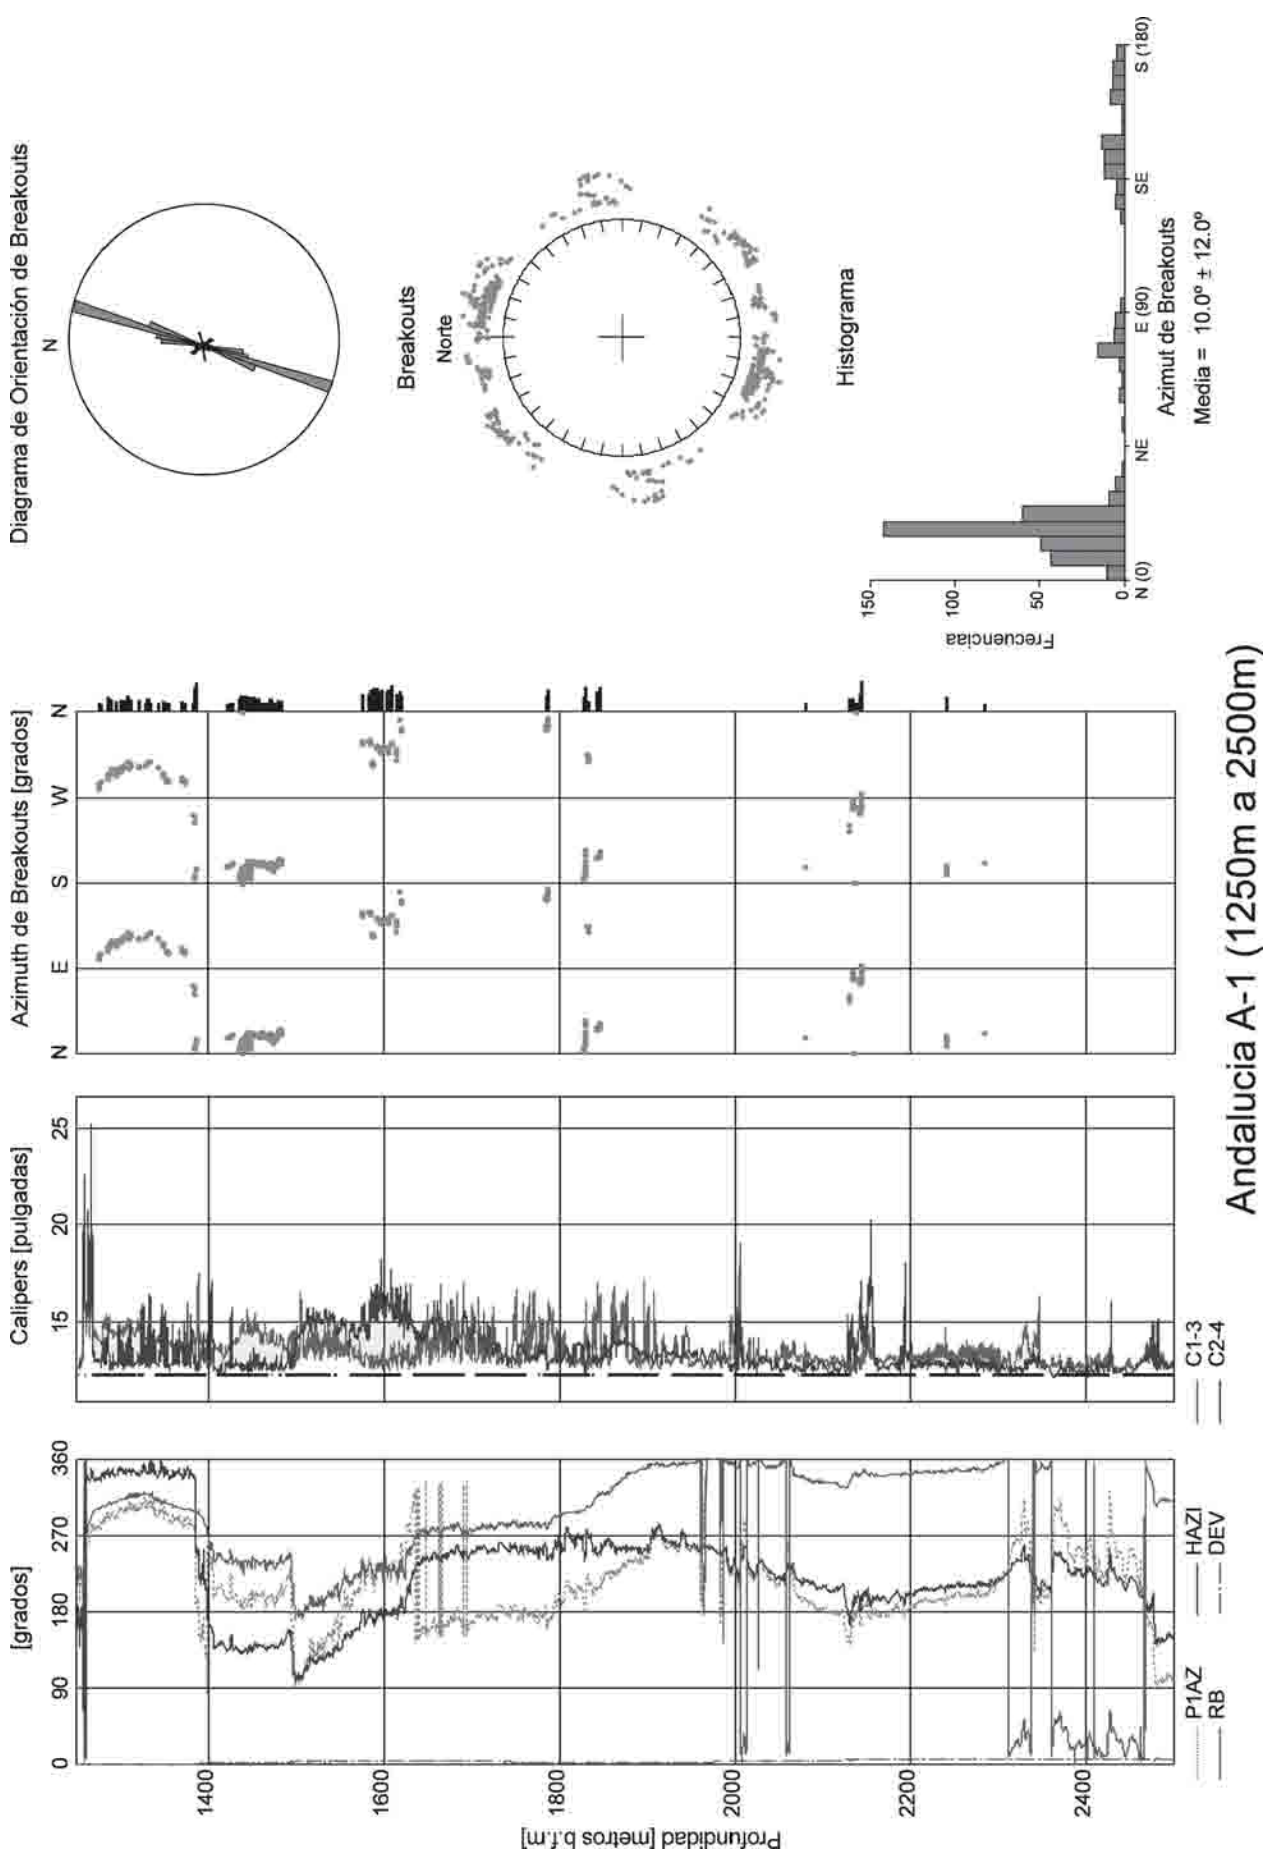 Diagrama de Orientación de Breakouts
N
Breakouts
Norte
Histograma
150
100
50
0
Frecuenciaa
N (0)
NE
E (90)
SE
S (180)
Azimut de Breakouts
Media = 10.0º ± 12.0º
Azimuth de Breakouts [grados]
N
E
S
W
N
Calipers [pulgadas]
15
20
25
C1-3
C2-4
[grados]
0
90
180
270
360
P1AZ
RB
HAZI
DEV
1400
1600
1800
2000
2200
2400
Profundidad [metros b.f.m]
Andalucia A-1 (1250m a 2500m)